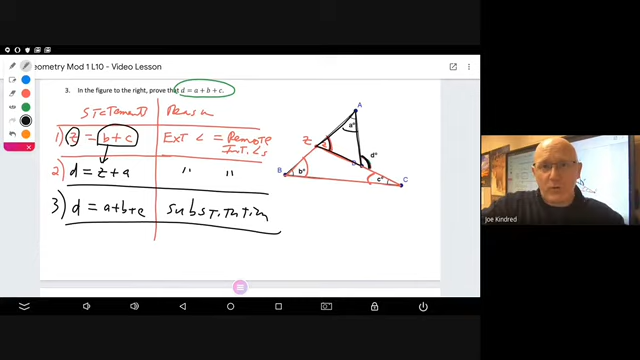 eometry Mod 1 L10 - Video Lesson
3. In the figure to the right, prove that d = a + b + c.
Statement Reason
1) z = b + c Ext ∠ = Remote Int. ∠s
2) d = z + a " "
3) d = a + b + c substitution
A
a°
z
D
d°
B
b°
c°
C
Joe Kindred